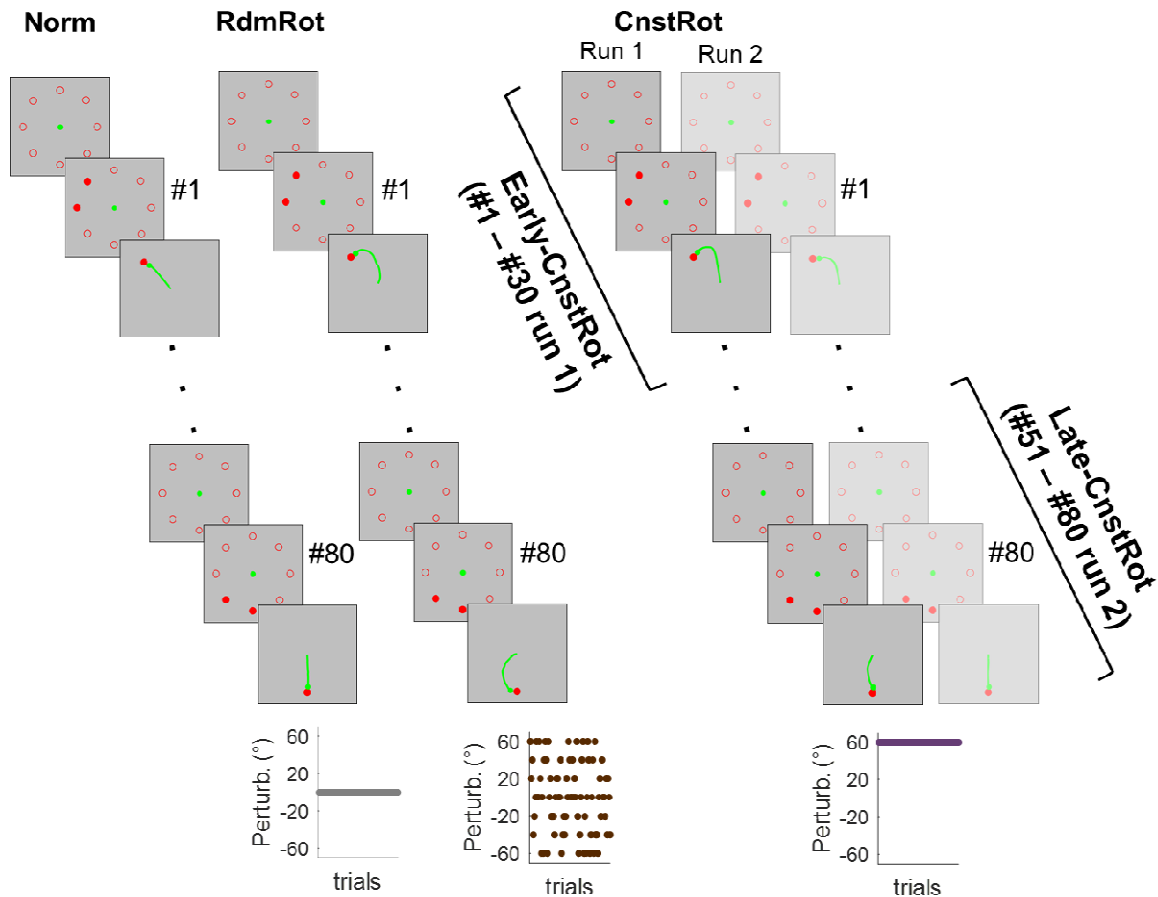 Norm
RdmRot
CnstRot
Run 1
Run 2
#1
#1
#1
Early-CnstRot
(#1 – #30 run 1)
#80
#80
#80
Late-CnstRot
(#51 – #80 run 2)
Perturb. (°)
60
20
-20
-60
trials
Perturb. (°)
60
20
-20
-60
trials
Perturb. (°)
60
20
-20
-60
trials